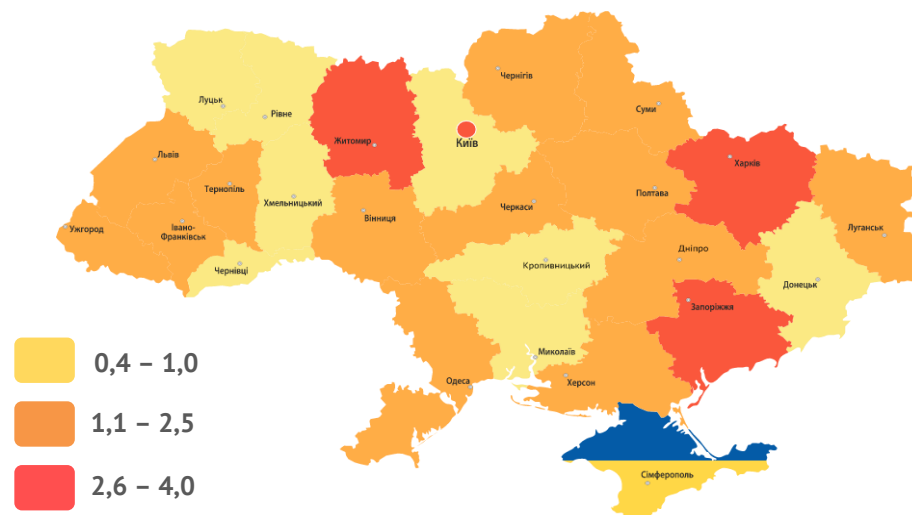 Чернігів
Луцьк
Рівне
Суми
Житомир
Київ
Львів
Харків
Тернопіль
Полтава
Хмельницький
Черкаси
Вінниця
Ужгород
Івано-
Франківськ
Луганськ
Дніпро
Чернівці
Кропивницький
Донецьк
Запоріжжя
Миколаїв
0,4 – 1,0
Одеса
Херсон
1,1 – 2,5
Сімферополь
2,6 – 4,0